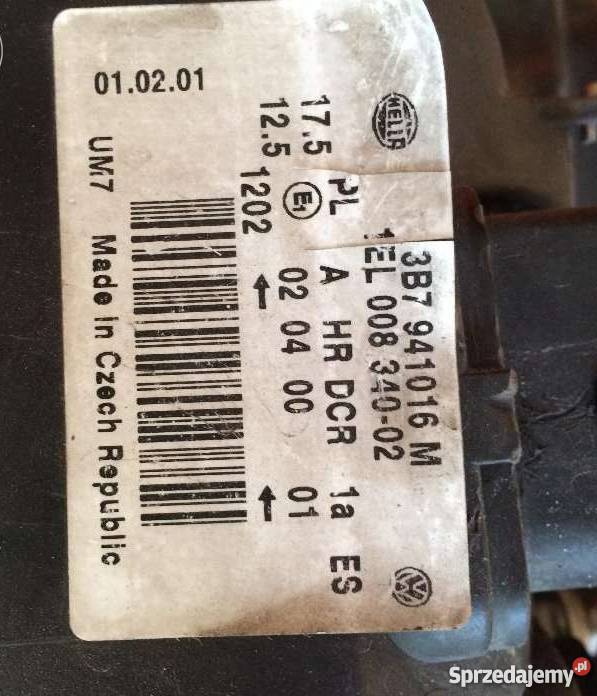 HELLA
3B7 941016 M
1EL 008 340-02
17.5 PL A HR DCR 1a ES
12.5 E1 02 04 00 01
1202
UM7 Made in Czech Republic
01.02.01
Sprzedajemy.pl